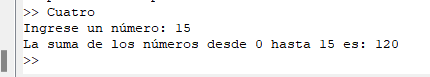 >> Cuatro
Ingrese un número: 15
La suma de los números desde 0 hasta 15 es: 120
>>